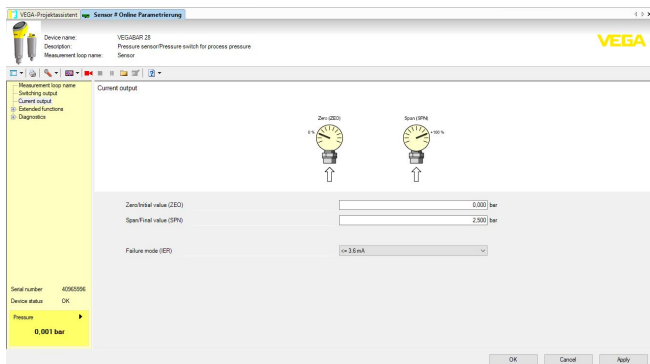 VEGA-Projektassistent
Sensor # Online Parametrierung
Device name: VEGABAR 28
Description: Pressure sensor/Pressure switch for process pressure
Measurement loop name: Sensor
VEGA
Measurement loop name
Switching output
Current output
Extended functions
Diagnostics
Current output
Zero (ZEO)
0 %
Span (SPN)
+100 %
Zero/Initial value (ZEO) 0,000 bar
Span/Final value (SPN) 2,500 bar
Failure mode (IER) <= 3.6 mA
Serial number 40965996
Device status OK
Pressure
0,001 bar
OK
Cancel
Apply